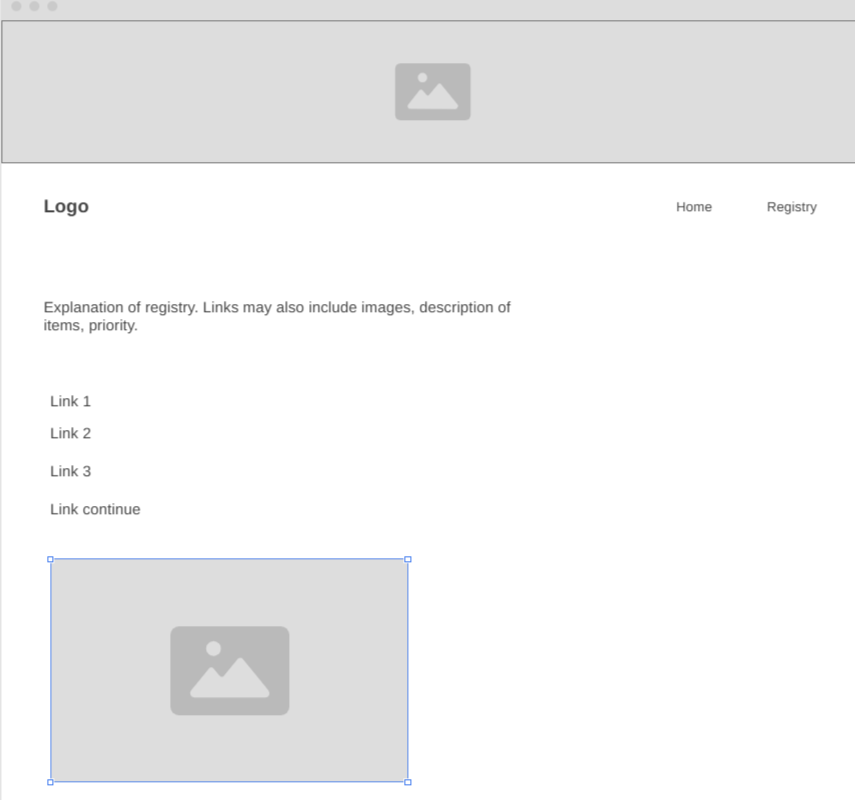 Logo
Home
Registry
Explanation of registry. Links may also include images, description of
items, priority.
Link 1
Link 2
Link 3
Link continue